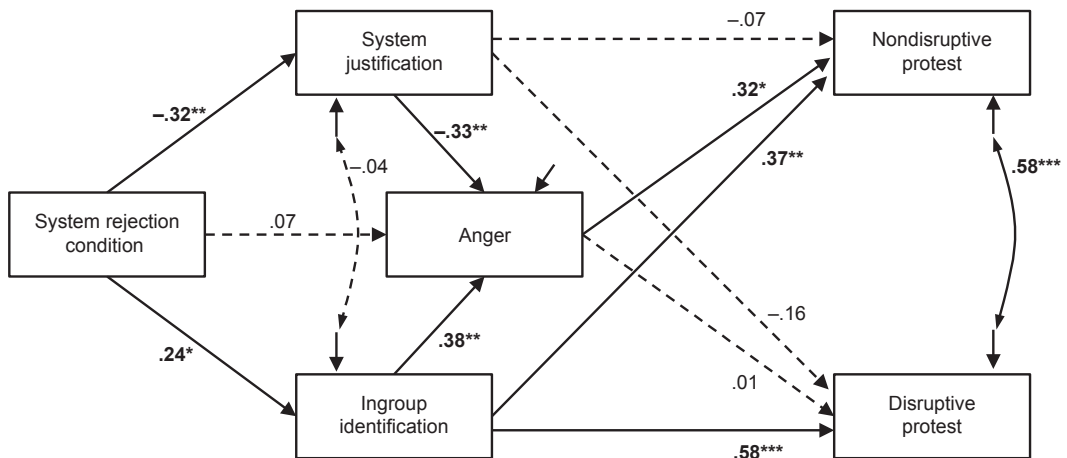 System
justification
–.07
Nondisruptive
protest
–.32**
.32*
–.33**
.37**
–.04
.58***
System rejection
condition
.07
Anger
–.16
.24*
.38**
.01
Ingroup
identification
.58***
Disruptive
protest